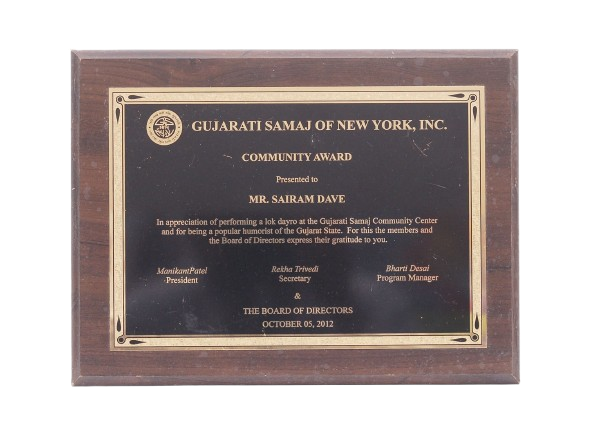 GUJARATI SAMAJ OF NEW YORK, INC.
COMMUNITY AWARD
Presented to
MR. SAIRAM DAVE
In appreciation of performing a lok dayro at the Gujarati Samaj Community Center
and for being a popular humorist of the Gujarat State. For this the members and
the Board of Directors express their gratitude to you.
ManikantPatel Rekha Trivedi Bharti Desai
President Secretary Program Manager
&
THE BOARD OF DIRECTORS
OCTOBER 05, 2012